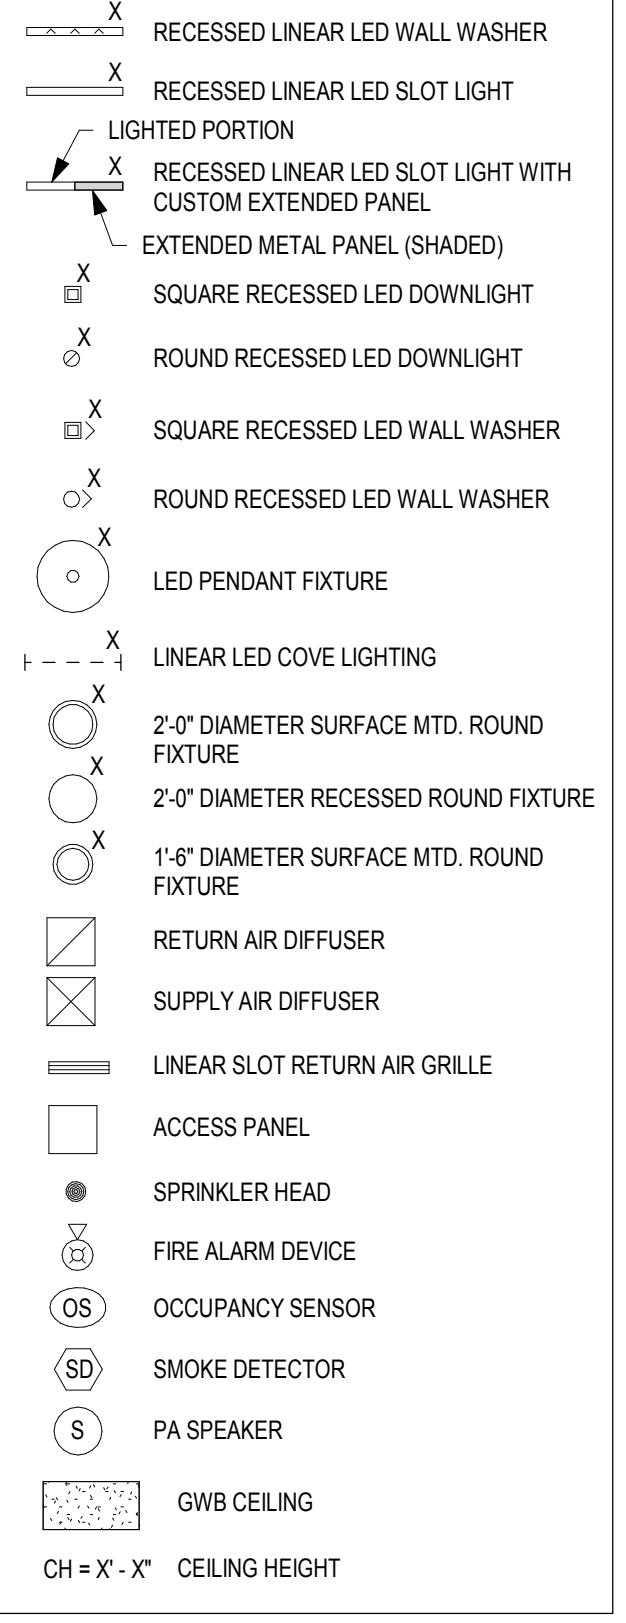 X
RECESSED LINEAR LED WALL WASHER
X
RECESSED LINEAR LED SLOT LIGHT
LIGHTED PORTION
X
RECESSED LINEAR LED SLOT LIGHT WITH
CUSTOM EXTENDED PANEL
EXTENDED METAL PANEL (SHADED)
X
SQUARE RECESSED LED DOWNLIGHT
X
ROUND RECESSED LED DOWNLIGHT
X
SQUARE RECESSED LED WALL WASHER
X
ROUND RECESSED LED WALL WASHER
X
LED PENDANT FIXTURE
X
LINEAR LED COVE LIGHTING
X
2'-0" DIAMETER SURFACE MTD. ROUND
FIXTURE
X
2'-0" DIAMETER RECESSED ROUND FIXTURE
X
1'-6" DIAMETER SURFACE MTD. ROUND
FIXTURE
RETURN AIR DIFFUSER
SUPPLY AIR DIFFUSER
LINEAR SLOT RETURN AIR GRILLE
ACCESS PANEL
SPRINKLER HEAD
FIRE ALARM DEVICE
OS OCCUPANCY SENSOR
SD SMOKE DETECTOR
S PA SPEAKER
GWB CEILING
CH = X' - X" CEILING HEIGHT